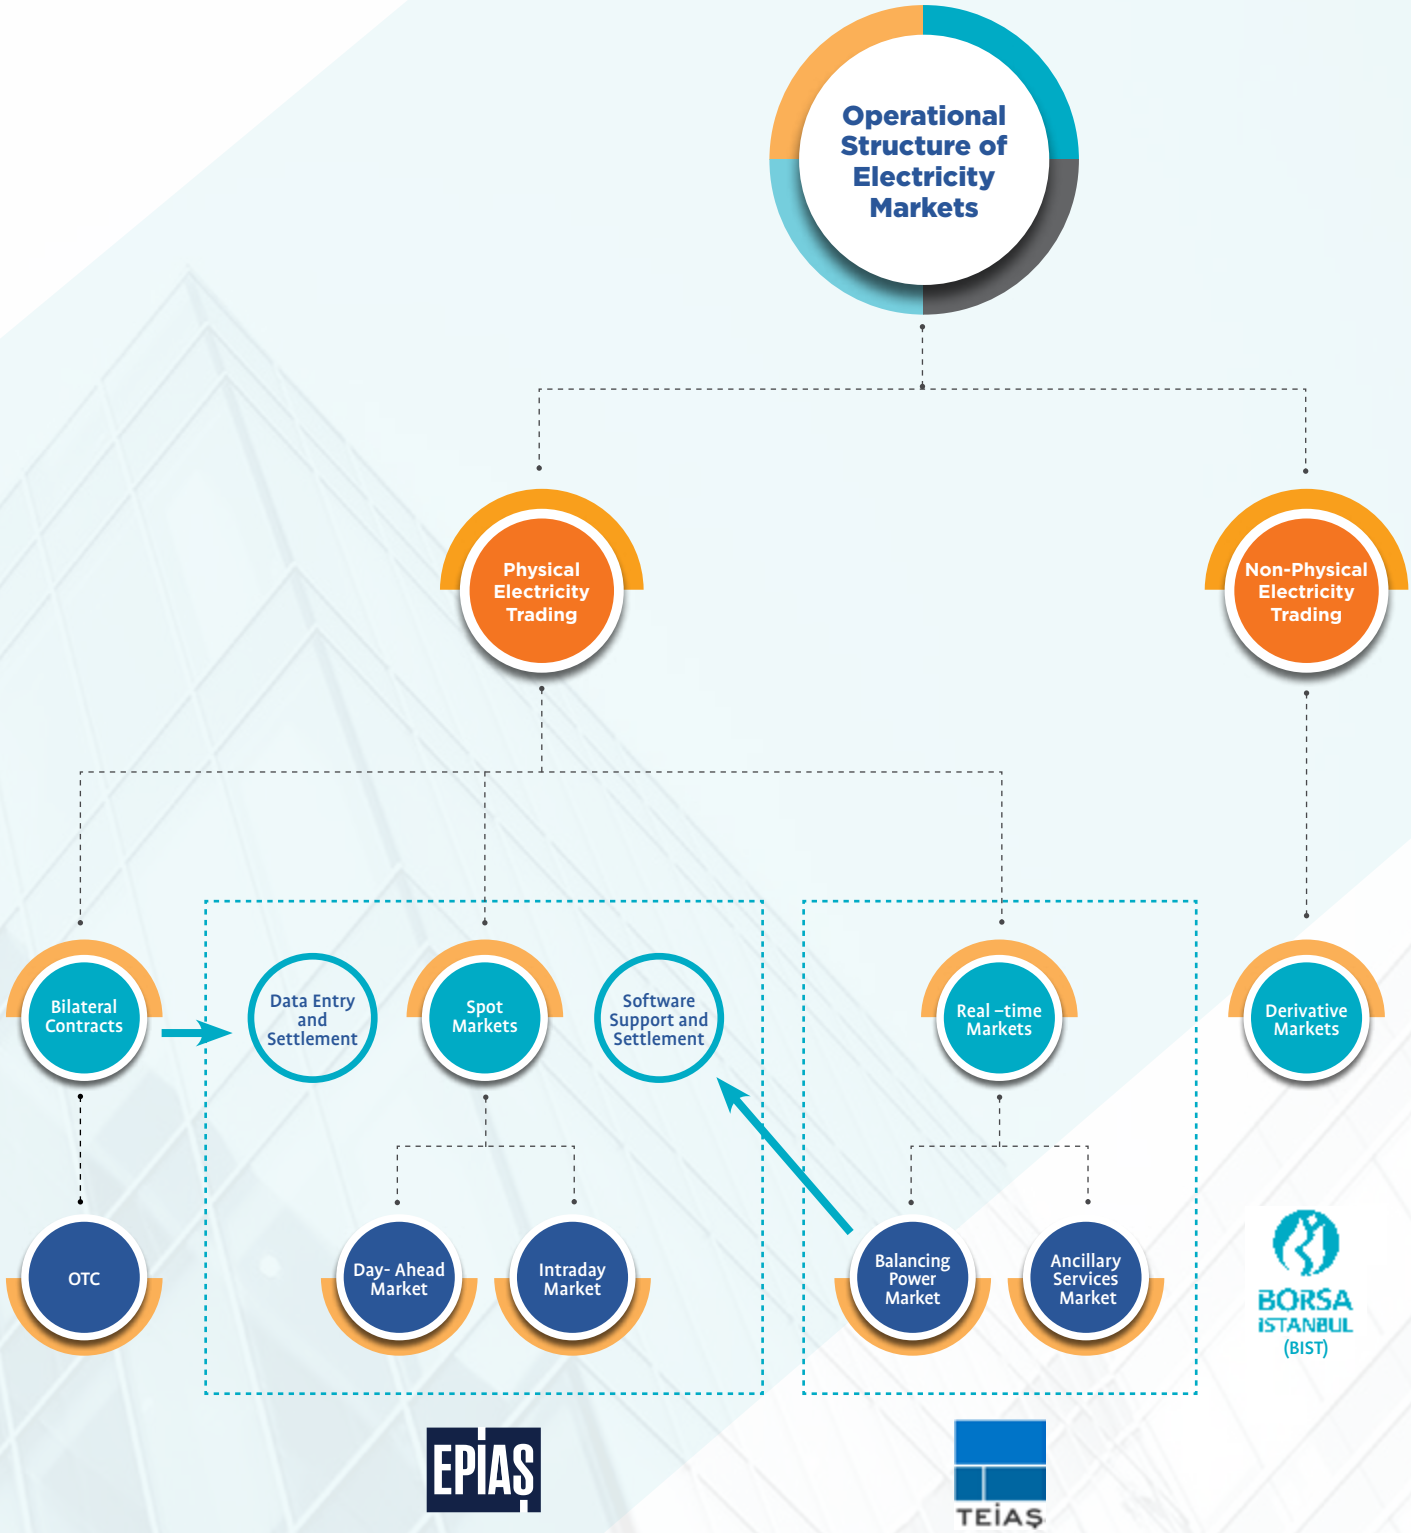 Operational
Structure of
Electricity
Markets
Physical
Electricity
Trading
Non-Physical
Electricity
Trading
Bilateral
Contracts
Data Entry
and
Settlement
Spot
Markets
Software
Support and
Settlement
Real –time
Markets
Derivative
Markets
OTC
Day- Ahead
Market
Intraday
Market
Balancing
Power
Market
Ancillary
Services
Market
BORSA
İSTANBUL
(BIST)
EPİAŞ
TEİAŞ